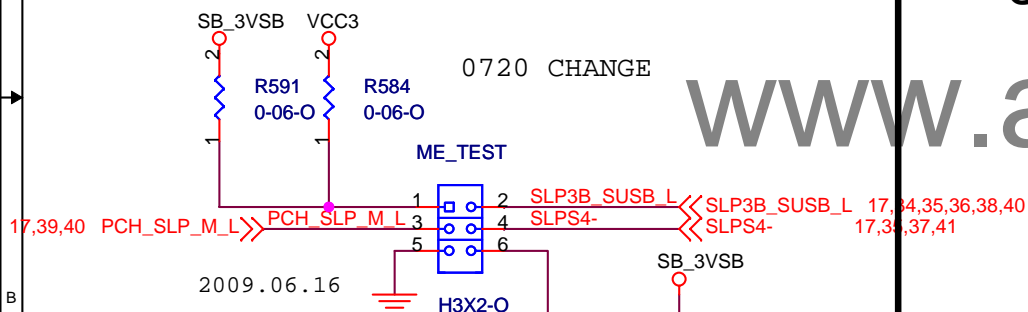 SB_3VSB VCC3
2 2
R591 R584
0-06-O 0-06-O
1 1
0720 CHANGE
www.a
ME_TEST
1 2 SLP3B_SUSB_L SLP3B_SUSB_L 17,34,35,36,38,40
17,39,40 PCH_SLP_M_L PCH_SLP_M_L 3 4 SLPS4- SLPS4- 17,35,37,41
5 6
SB_3VSB
2009.06.16
B
H3X2-O